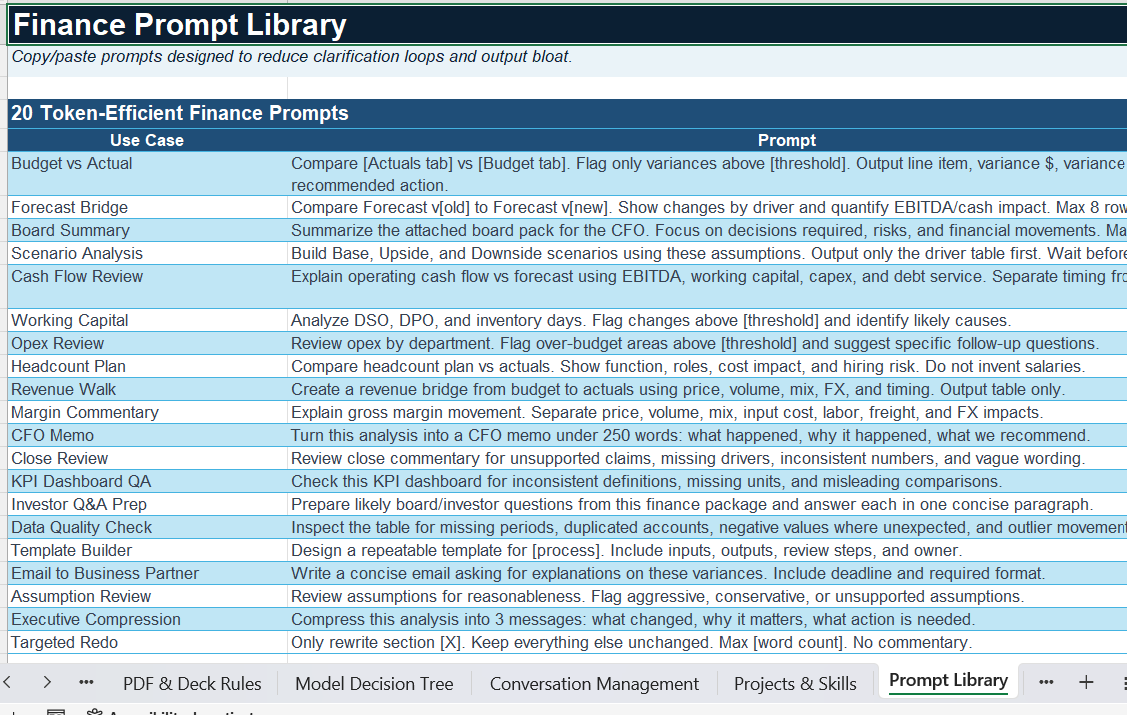 Finance Prompt Library
Copy/paste prompts designed to reduce clarification loops and output bloat.
20 Token-Efficient Finance Prompts
Use Case Prompt
Budget vs Actual Compare [Actuals tab] vs [Budget tab]. Flag only variances above [threshold]. Output line item, variance $, variance
recommended action.
Forecast Bridge Compare Forecast v[old] to Forecast v[new]. Show changes by driver and quantify EBITDA/cash impact. Max 8
Board Summary Summarize the attached board pack for the CFO. Focus on decisions required, risks, and financial movements.
Scenario Analysis Build Base, Upside, and Downside scenarios using these assumptions. Output only the driver table first. Wait
Cash Flow Review Explain operating cash flow vs forecast using EBITDA, working capital, capex, and debt service. Separate timing
Working Capital Analyze DSO, DPO, and inventory days. Flag changes above [threshold] and identify likely causes.
Opex Review Review opex by department. Flag over-budget areas above [threshold] and suggest specific follow-up questions.
Headcount Plan Compare headcount plan vs actuals. Show function, roles, cost impact, and hiring risk. Do not invent salaries.
Revenue Walk Create a revenue bridge from budget to actuals using price, volume, mix, FX, and timing. Output table only.
Margin Commentary Explain gross margin movement. Separate price, volume, mix, input cost, labor, freight, and FX impacts.
CFO Memo Turn this analysis into a CFO memo under 250 words: what happened, why it happened, what we recommend.
Close Review Review close commentary for unsupported claims, missing drivers, inconsistent numbers, and vague wording.
KPI Dashboard QA Check this KPI dashboard for inconsistent definitions, missing units, and misleading comparisons.
Investor Q&A Prep Prepare likely board/investor questions from this finance package and answer each in one concise paragraph.
Data Quality Check Inspect the table for missing periods, duplicated accounts, negative values where unexpected, and outlier
Template Builder Design a repeatable template for [process]. Include inputs, outputs, review steps, and owner.
Email to Business Partner Write a concise email asking for explanations on these variances. Include deadline and required format.
Assumption Review Review assumptions for reasonableness. Flag aggressive, conservative, or unsupported assumptions.
Executive Compression Compress this analysis into 3 messages: what changed, why it matters, what action is needed.
Targeted Redo Only rewrite section [X]. Keep everything else unchanged. Max [word count]. No commentary.
PDF & Deck Rules Model Decision Tree Conversation Management Projects & Skills Prompt Library